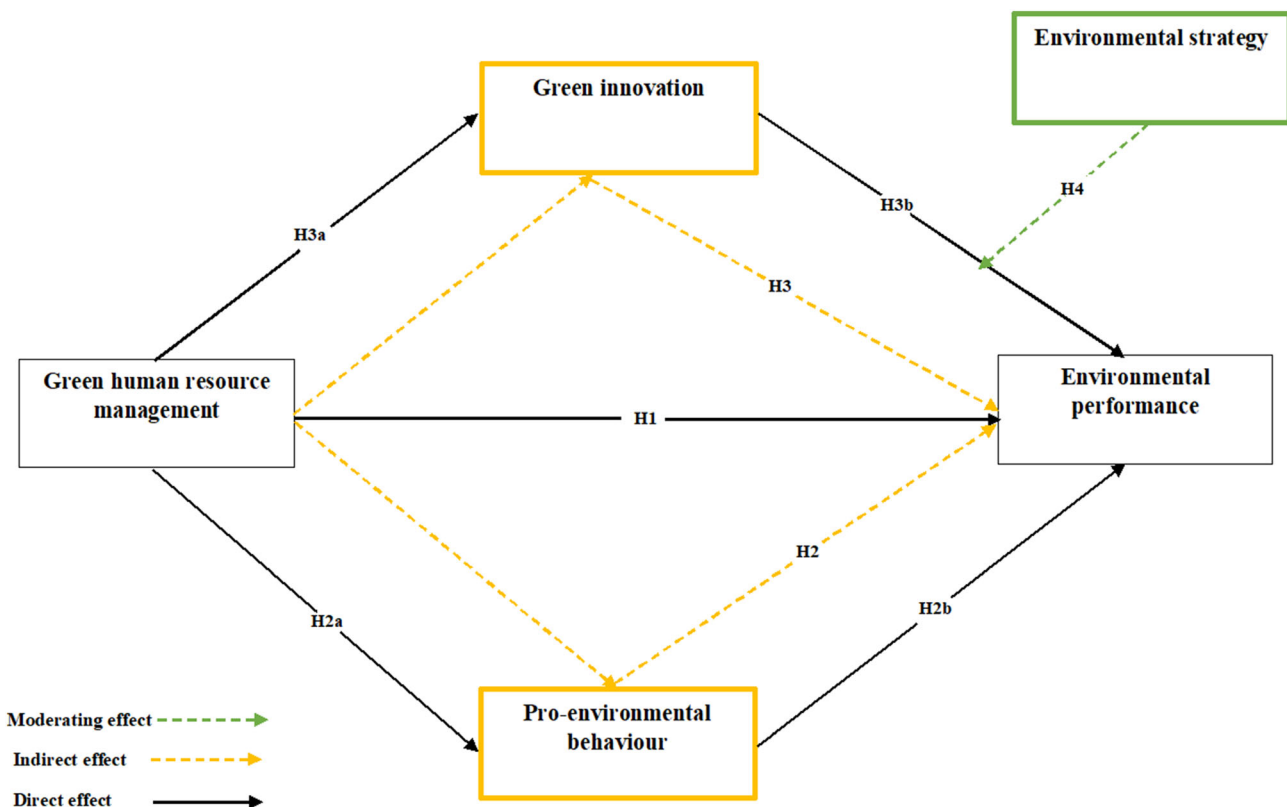 Environmental strategy
Green innovation
H4
H3b
H3a
H3
Green human resource
management
Environmental
performance
H1
H2
H2a
H2b
Pro-environmental
behaviour
Moderating effect
Indirect effect
Direct effect